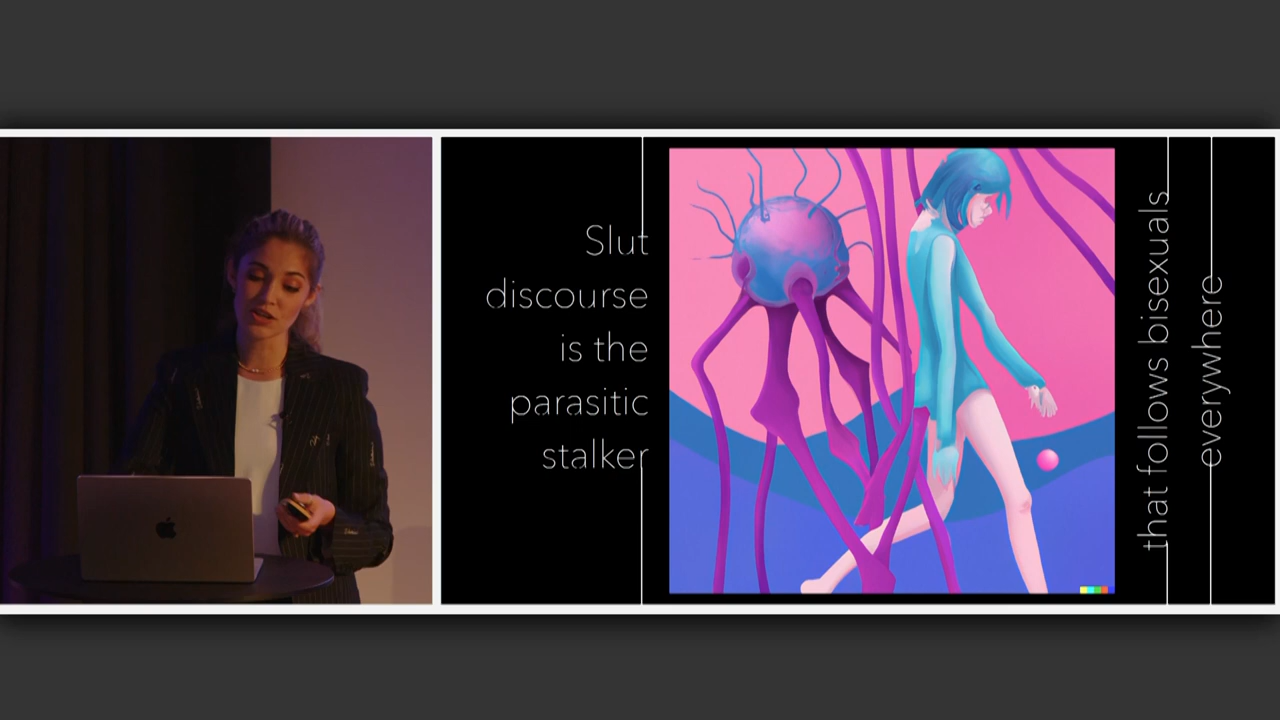 Slut
discourse
is the
parasitic
stalker
that follows bisexuals
everywhere